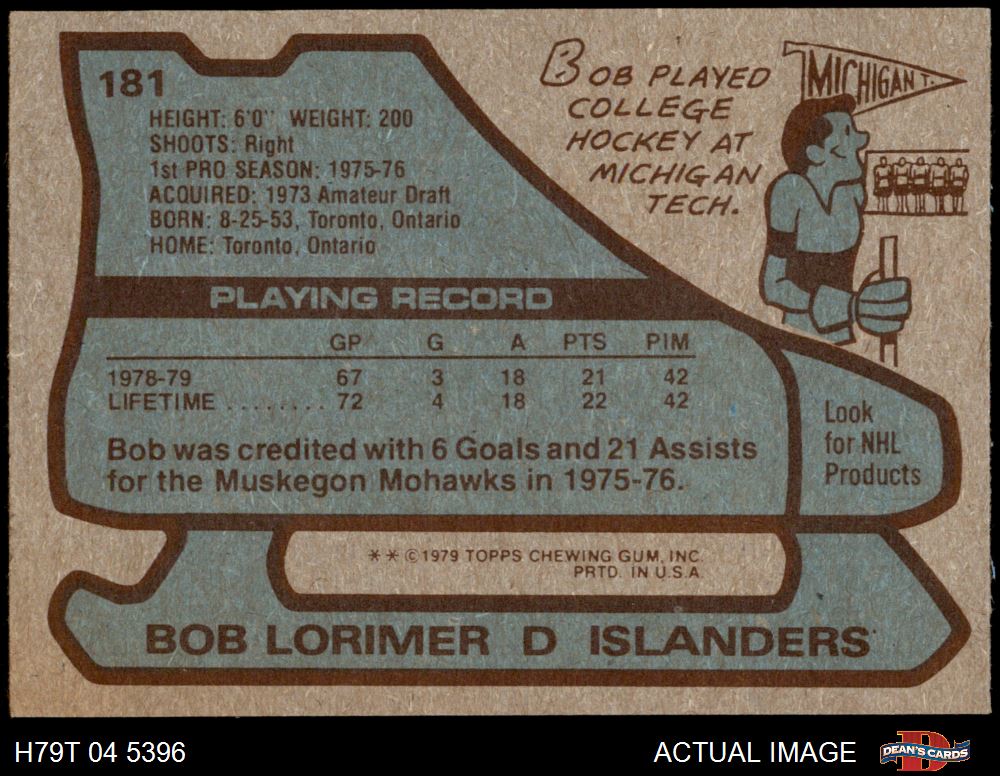 181
HEIGHT: 6'0" WEIGHT: 200
SHOOTS: Right
1st PRO SEASON: 1975-76
ACQUIRED: 1973 Amateur Draft
BORN: 8-25-53, Toronto, Ontario
HOME: Toronto, Ontario
BOB PLAYED
COLLEGE
HOCKEY AT
MICHIGAN
TECH.
MICHIGAN T.
PLAYING RECORD
GP G A PTS PIM
1978-79 67 3 18 21 42
LIFETIME ........ 72 4 18 22 42
Bob was credited with 6 Goals and 21 Assists
for the Muskegon Mohawks in 1975-76.
Look
for NHL
Products
** ©1979 TOPPS CHEWING GUM, INC.
PRTD. IN U.S.A.
BOB LORIMER D ISLANDERS
H79T 04 5396
ACTUAL IMAGE
D
DEAN'S CARDS